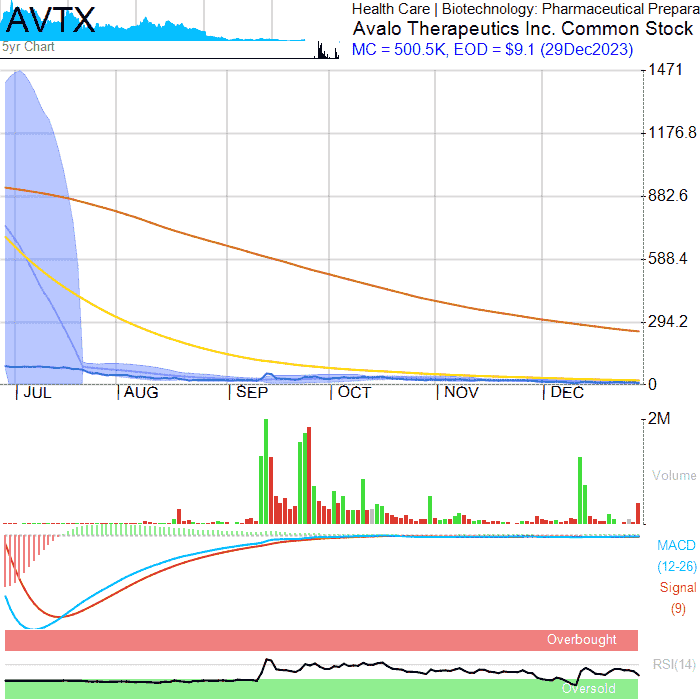 AVTX
5yr Chart
Health Care | Biotechnology: Pharmaceutical Prepara
Avalo Therapeutics Inc. Common Stock
MC = 500.5K, EOD = $9.1 (29Dec2023)
1471
1176.8
882.6
588.4
294.2
0
JUL AUG SEP OCT NOV DEC
2M
Volume
MACD
(12-26)
Signal
(9)
Overbought
RSI(14)
Oversold